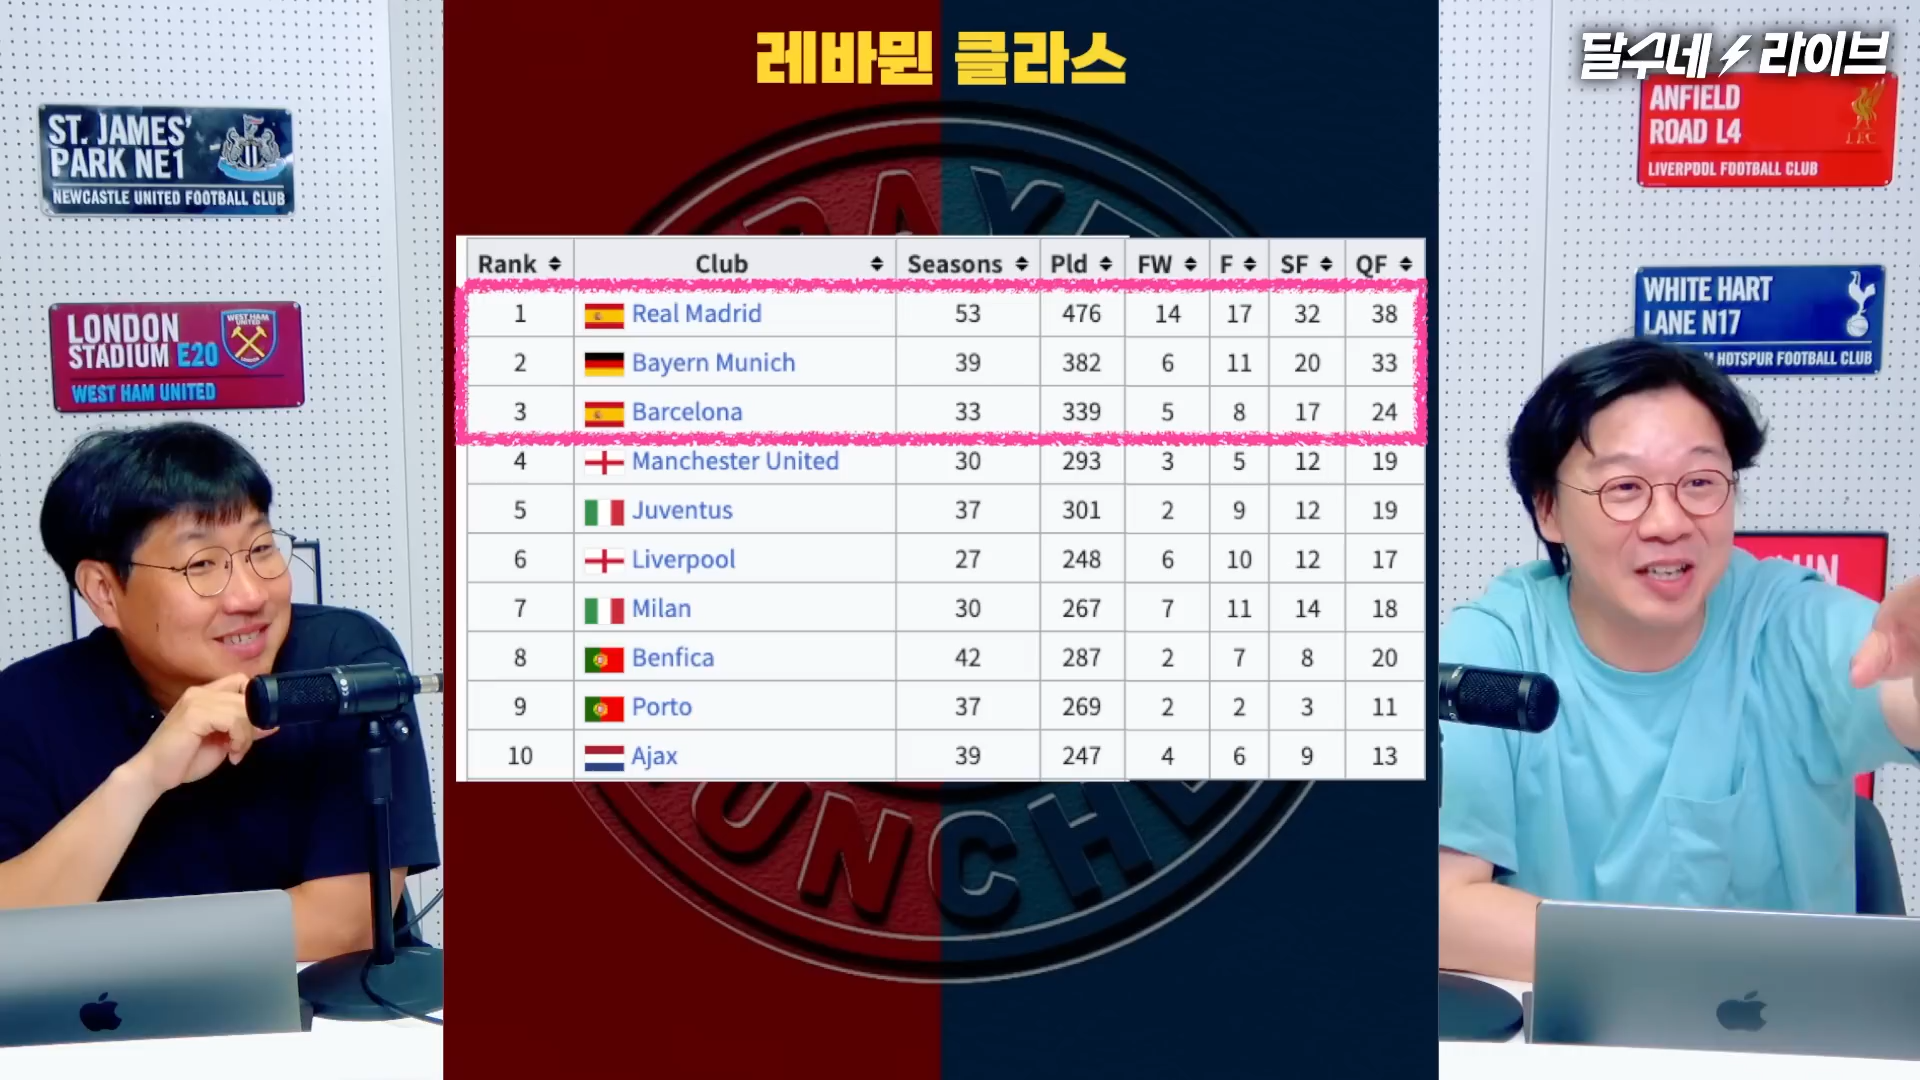 레바뮌 클라스
달수네 라이브
ST. JAMES'
PARK NE1
NEWCASTLE UNITED FOOTBALL CLUB
LONDON
STADIUM E20
WEST HAM UNITED
WEST HAM
UNITED
ANFIELD
ROAD L4
L.F.C
LIVERPOOL FOOTBALL CLUB
WHITE HART
LANE N17
HOTSPUR FOOTBALL CLUB
BAYE
MUNCHE
Rank Club Seasons Pld FW F SF QF
1 Real Madrid 53 476 14 17 32 38
2 Bayern Munich 39 382 6 11 20 33
3 Barcelona 33 339 5 8 17 24
4 Manchester United 30 293 3 5 12 19
5 Juventus 37 301 2 9 12 19
6 Liverpool 27 248 6 10 12 17
7 Milan 30 267 7 11 14 18
8 Benfica 42 287 2 7 8 20
9 Porto 37 269 2 2 3 11
10 Ajax 39 247 4 6 9 13